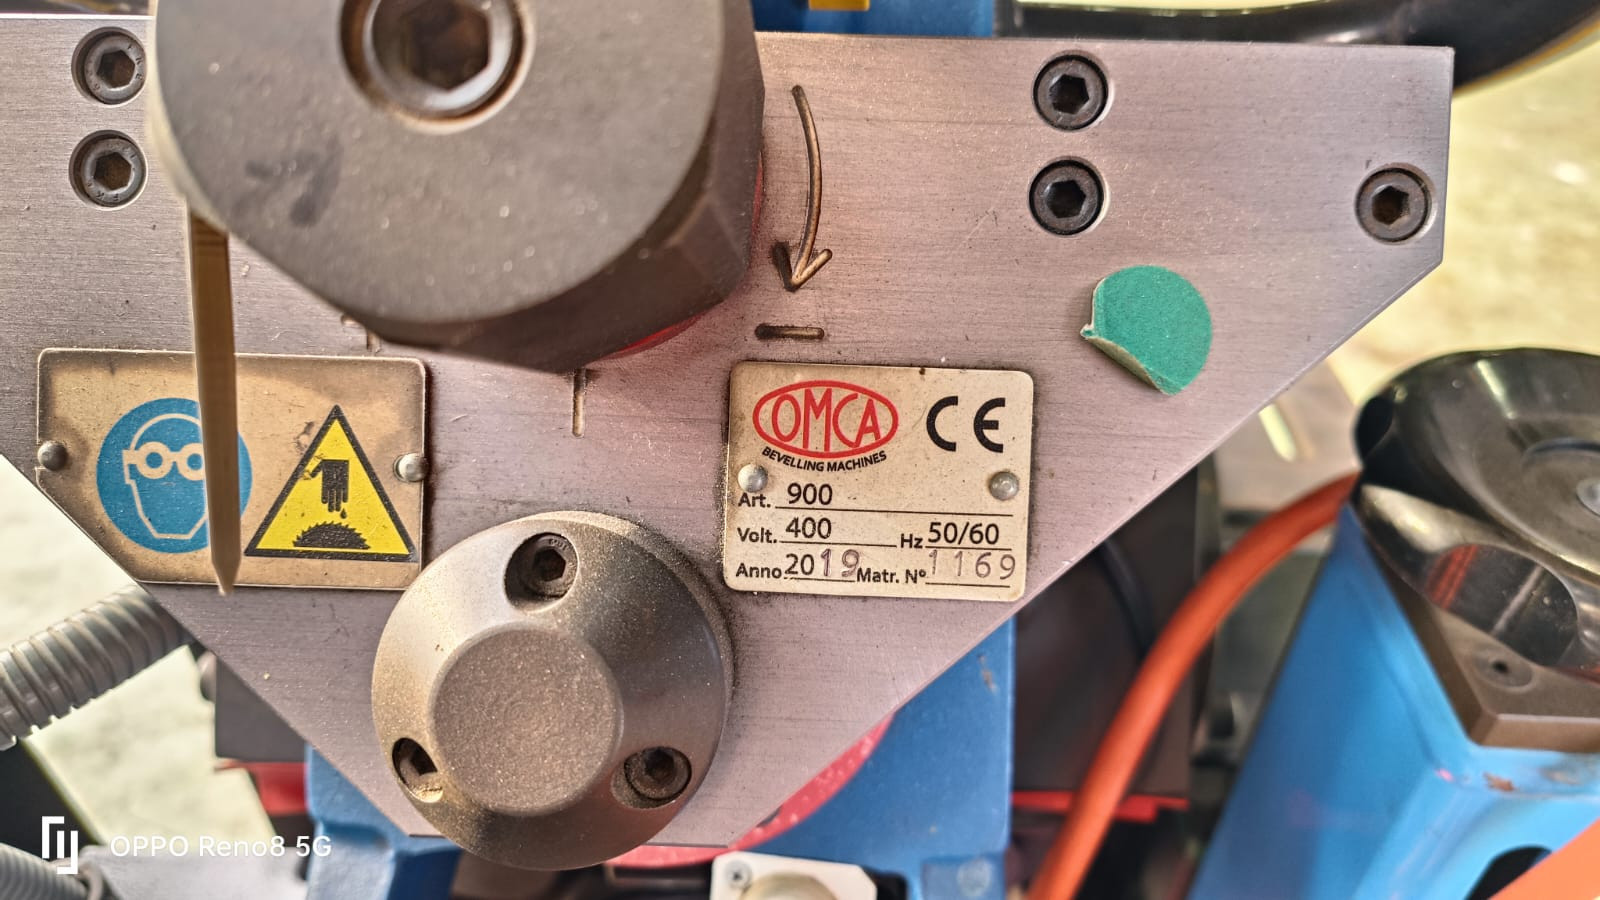 OMCA CE
BEVELLING MACHINES
Art. 900
Volt. 400 Hz 50/60
Anno 2019 Matr. N° 1169
OPPO Reno8 5G